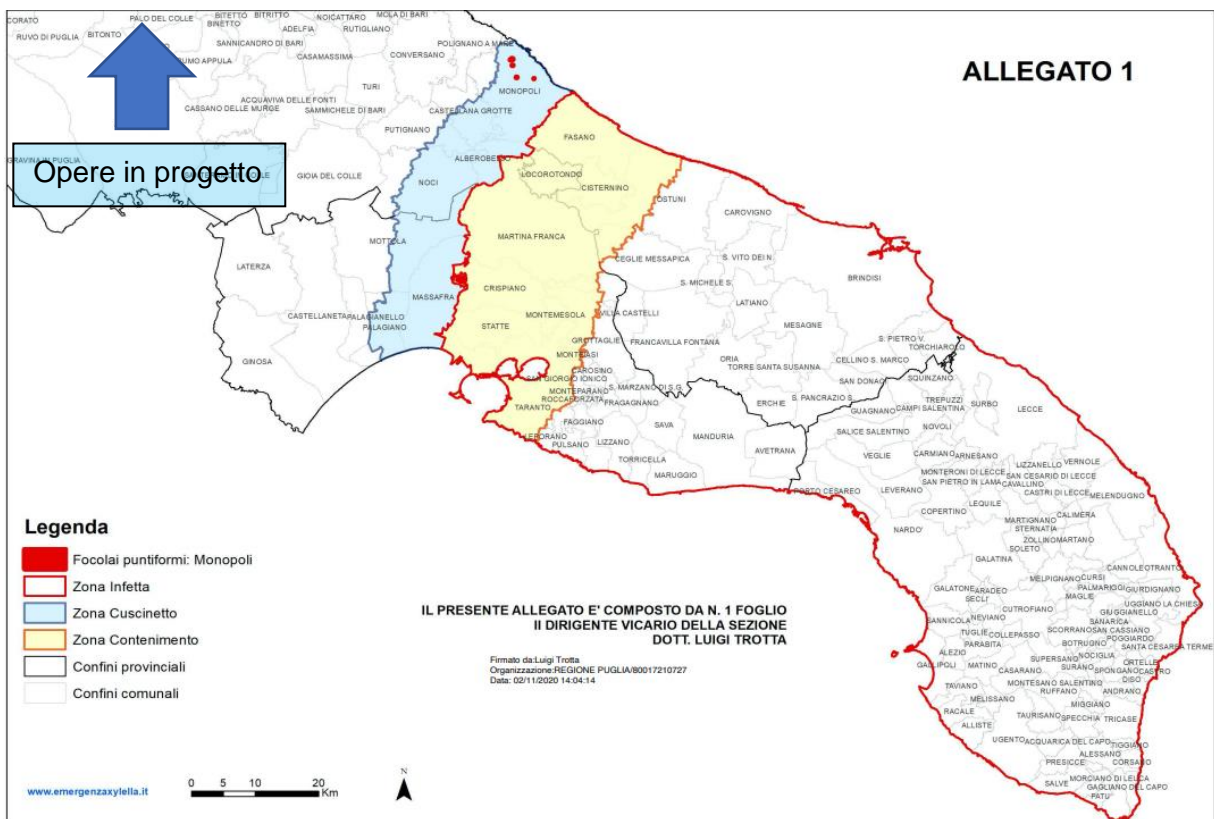 CORATO
PALO DEL COLLE
BITETTO
BITRITTO
NOICATTARO
MOLA DI BARI
RUVO DI PUGLIA
BITONTO
BINETTO
ADELFIA
RUTIGLIANO
SANNICANDRO DI BARI
CONVERSANO
POLIGNANO A MARE
UMO APPULA
CASAMASSIMA
ALLEGATO 1
TURI
MONOPOLI
ACQUAVIVA DELLE FONTI
CASSANO DELLE MURGE
SAMMICHELE DI BARI
CASTELLANA GROTTE
PUTIGNANO
FASANO
Opere in progetto
GRAVINA IN PUGLIA
ALBEROBELLO
GIOIA DEL COLLE
NOCI
LOCOROTONDO
CISTERNINO
OSTUNI
CAROVIGNO
MOTTOLA
MARTINA FRANCA
CEGLIE MESSAPICA
S. VITO DEI N.
LATERZA
S. MICHELE S.
BRINDISI
MASSAFRA
CRISPIANO
LATIANO
CASTELLANETA
PALAGIANELLO
PALAGIANO
MONTEMESOLA
VILLA CASTELLI
MESAGNE
STATTE
GROTTAGLIE
FRANCAVILLA FONTANA
S. PIETRO V.
TORCHIAROLO
GINOSA
MONTEIASI
ORIA
CELLINO S. MARCO
TORRE SANTA SUSANNA
CAROSINO
SAN GIORGIO IONICO
S. MARZANO DI S.G.
SAN DONACI
SQUINZANO
MONTEPARANO
ROCCAFORZATA
FRAGAGNANO
ERCHIE
S. PANCRAZIO S.
TREPUZZI
SURBO
LECCE
TARANTO
GUAGNANO
CAMPI SALENTINA
FAGGIANO
SAVA
MANDURIA
SALICE SALENTINO
NOVOLI
LEPORANO
PULSANO
LIZZANO
AVETRANA
VEGLIE
CARMIANO
ARNESANO
TORRICELLA
LIZZANELLO
VERNOLE
MARUGGIO
MONTERONI DI LECCE
SAN CESARIO DI LECCE
SAN PIETRO IN LAMA
CAVALLINO
PORTO CESAREO
LEVERANO
CASTRI DI LECCE
MELENDUGNO
LEQUILE
COPERTINO
MARTIGNANO
CALIMERA
NARDO'
STERNATIA
ZOLLINO
MARTANO
SOLETO
GALATINA
CANNOLE
OTRANTO
MELPIGNANO
CURSI
GALATONE
ARADEO
PALMARIGGI
GIURDIGNANO
SECLI'
MAGLIE
UGGIANO LA CHIESA
CUTROFIANO
GIUGGIANELLO
SANNICOLA
NEVIANO
SANARICA
TUGLIE
COLLEPASSO
SCORRANO
SAN CASSIANO
PARABITA
BOTRUGNO
POGGIARDO
ALEZIO
NOCIGLIA
SANTA CESAREA TERME
GALLIPOLI
MATINO
SUPERSANO
SURANO
ORTELLE
CASARANO
SPONGANO
CASTRO
MONTESANO SALENTINO
DISO
TAVIANO
RUFFANO
ANDRANO
MELISSANO
MIGGIANO
RACALE
TAURISANO
SPECCHIA
TRICASE
ALLISTE
UGENTO
ACQUARICA DEL CAPO
TIGGIANO
ALESSANO
PRESICCE
CORSANO
SALVE
MORCIANO DI LEUCA
GAGLIANO DEL CAPO
PATU'
Legenda
Focolai puntiformi: Monopoli
Zona Infetta
Zona Cuscinetto
Zona Contenimento
Confini provinciali
Confini comunali
IL PRESENTE ALLEGATO E' COMPOSTO DA N. 1 FOGLIO
Il DIRIGENTE VICARIO DELLA SEZIONE
DOTT. LUIGI TROTTA
Firmato da:Luigi Trotta
Organizzazione:REGIONE PUGLIA/80017210727
Data: 02/11/2020 14:04:14
www.emergenzaxylella.it
0 5 10 20
Km
N